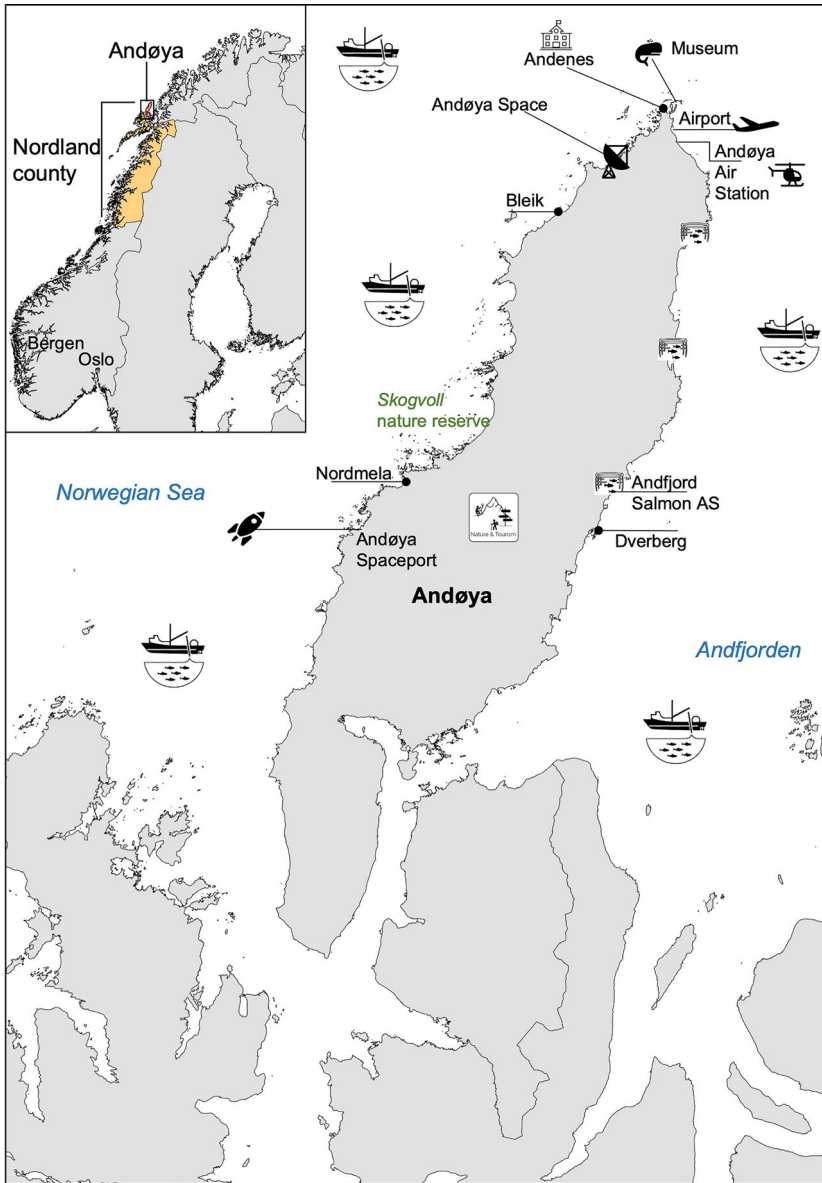 Andøya
Nordland
county
Bergen
Oslo
Andenes
Museum
Andøya Space
Airport
Andøya
Air
Station
Bleik
Skogvoll
nature reserve
Nordmela
Norwegian Sea
Andfjord
Salmon AS
Nature & Tourism
Andøya
Spaceport
Dverberg
Andøya
Andfjorden